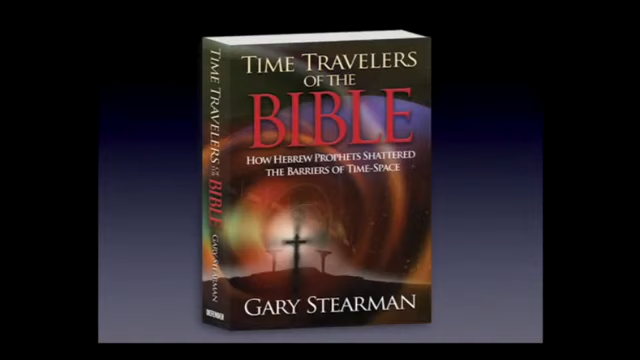 TIME TRAVELERS
OF THE
BIBLE
HOW HEBREW PROPHETS SHATTERED
THE BARRIERS OF TIME-SPACE
GARY STEARMAN
TIME TRAVELERS OF THE BIBLE
GARY STEARMAN
DEFENDER